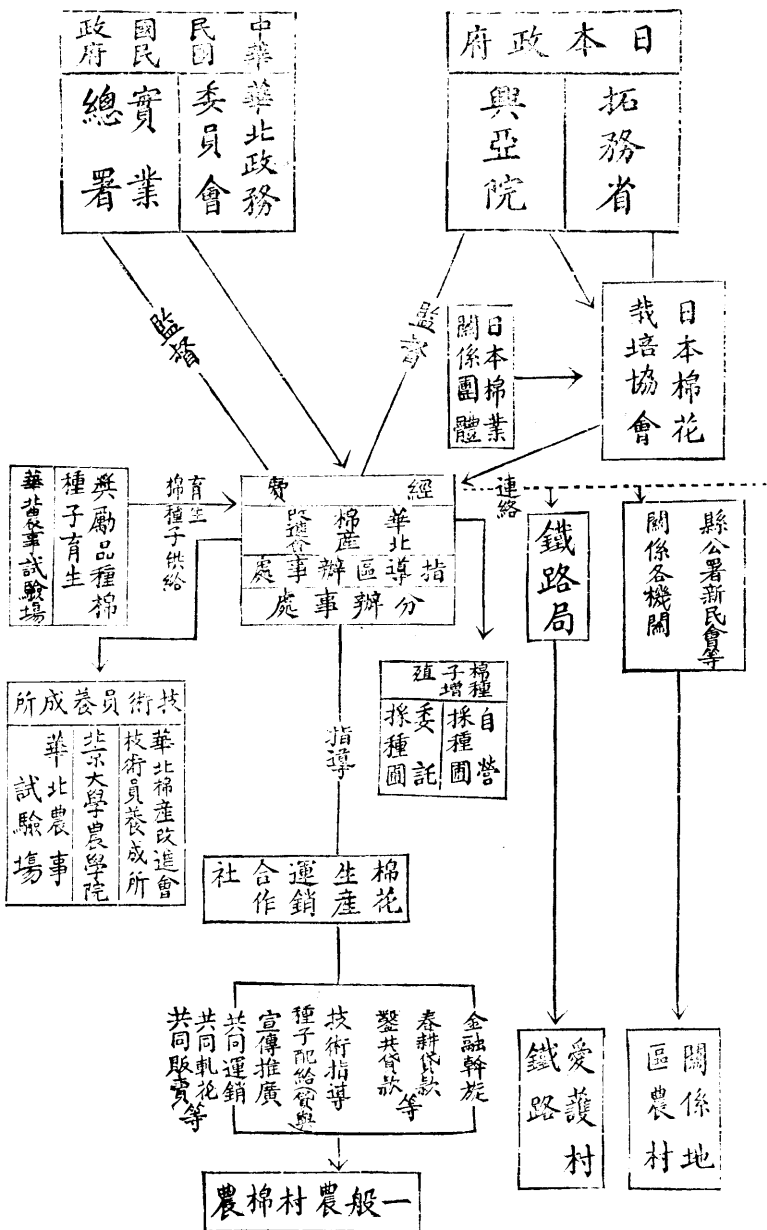 日本政府
拓務省
興亞院
中華
民國
國民
政府
華北政務
委員會
實業
總署
監督
監督
日本棉花
栽培協會
日本棉業
關係團體
經費
華北
棉產
改進會
指導區辦事處
分辦事處
育生
棉種子供給
獎勵品種棉
種子育生
華北農事試驗場
連絡
鐵路局
縣公署新民會等
關係各機關
棉種
子增
殖
自營
採種圃
委託
採種圃
技術員養成所
華北棉產改進會
技術員養成所
北京大學農學院
華北農事
試驗場
指導
棉花
生產
運銷
合作
社
金融斡旋
春耕貸款
鑿井貸款等
技術指導
種子配給(貸與)
宣傳推廣
共同運銷
共同軋花
共同販賣等
愛護村
鐵路
關係地
區農村
一般農村棉農